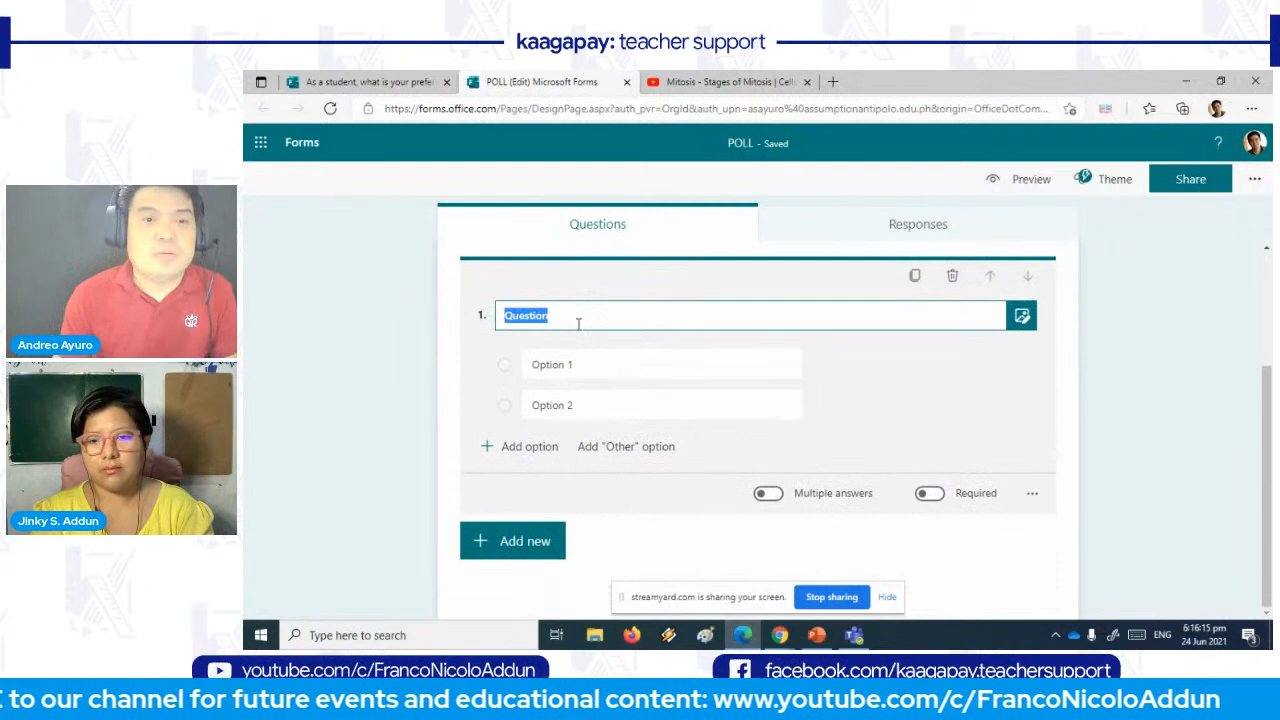 kaagapay: teacher support
As a student, what is your prefe
POLL (Edit) Microsoft Forms
Mitosis - Stages of Mitosis | Cell
https://forms.office.com/Pages/DesignPage.aspx?auth_pvr=OrgId&auth_upn=asayuro%40assumptionantipolo.edu.ph&origin=OfficeDotCom...
Forms
POLL - Saved
?
Preview
Theme
Share
Questions
Responses
1.
Question
Option 1
Option 2
Add option
Add "Other" option
Multiple answers
Required
Add new
streamyard.com is sharing your screen.
Stop sharing
Hide
Andreo Ayuro
Jinky S. Addun
Type here to search
ENG
6:16:15 pm
24 Jun 2021
3
youtube.com/c/FrancoNicoloAddun
facebook.com/kaagapay.teachersupport
to our channel for future events and educational content: www.youtube.com/c/FrancoNicoloAddun